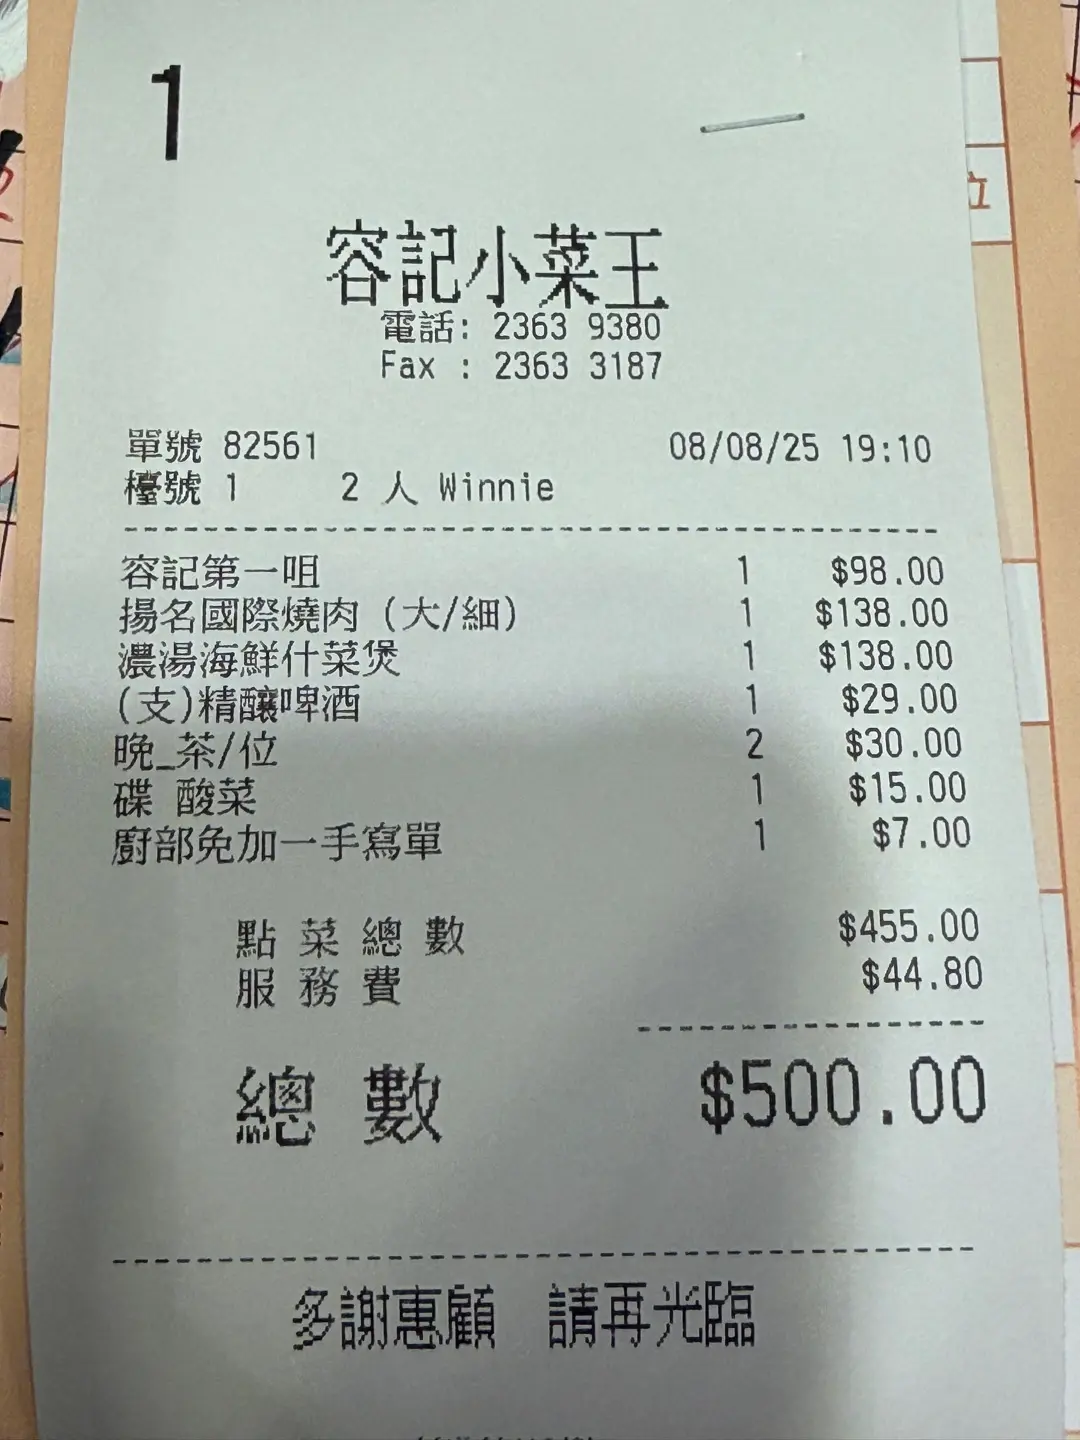 1
容記小菜王
電話: 2363 9380
Fax : 2363 3187
單號 82561 08/08/25 19:10
檯號 1 2 人 Winnie
容記第一咀 1 $98.00
揚名國際燒肉 (大/細) 1 $138.00
濃湯海鮮什菜煲 1 $138.00
(支)精釀啤酒 1 $29.00
晚_茶/位 2 $30.00
碟 酸菜 1 $15.00
廚部免加一手寫單 1 $7.00
點 菜 總 數 $455.00
服 務 費 $44.80
總 數 $500.00
多謝惠顧 請再光臨
位